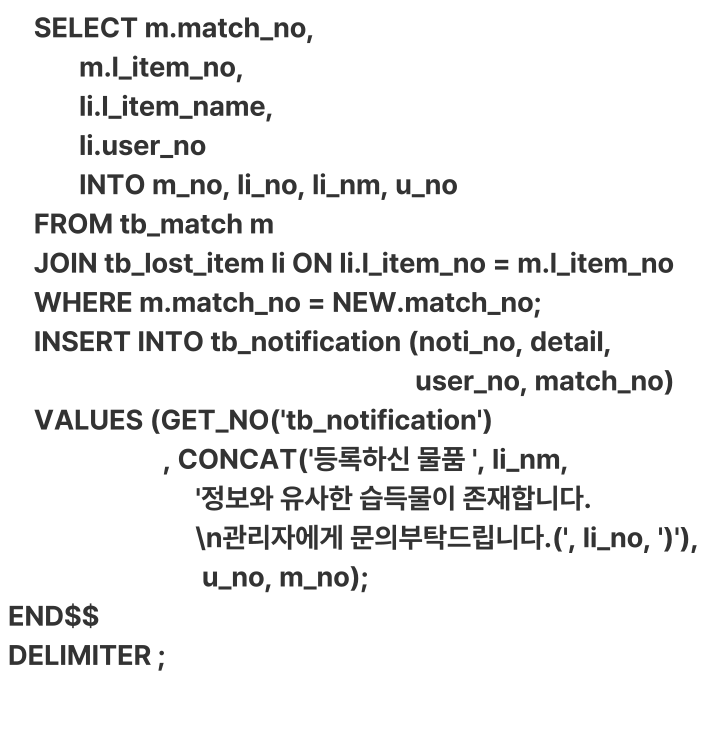 SELECT m.match_no,
m.l_item_no,
li.l_item_name,
li.user_no
INTO m_no, li_no, li_nm, u_no
FROM tb_match m
JOIN tb_lost_item li ON li.l_item_no = m.l_item_no
WHERE m.match_no = NEW.match_no;
INSERT INTO tb_notification (noti_no, detail,
user_no, match_no)
VALUES (GET_NO('tb_notification')
, CONCAT('등록하신 물품 ', li_nm,
'정보와 유사한 습득물이 존재합니다.
\n관리자에게 문의부탁드립니다.(', li_no, ')'),
u_no, m_no);
END$$
DELIMITER ;